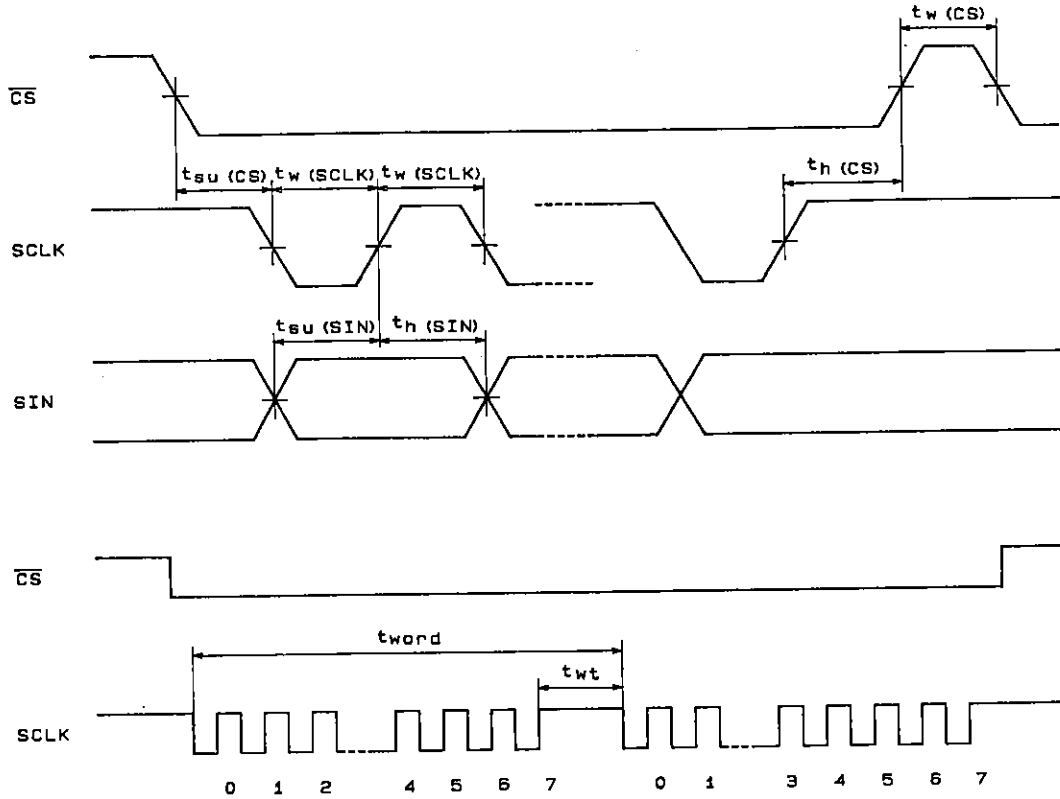 tw (CS)
CS
tsu (CS) tw (SCLK) tw (SCLK) th (CS)
SCLK
tsu (SIN) th (SIN)
SIN
CS
tword
twt
SCLK
0 1 2 4 5 6 7 0 1 3 4 5 6 7